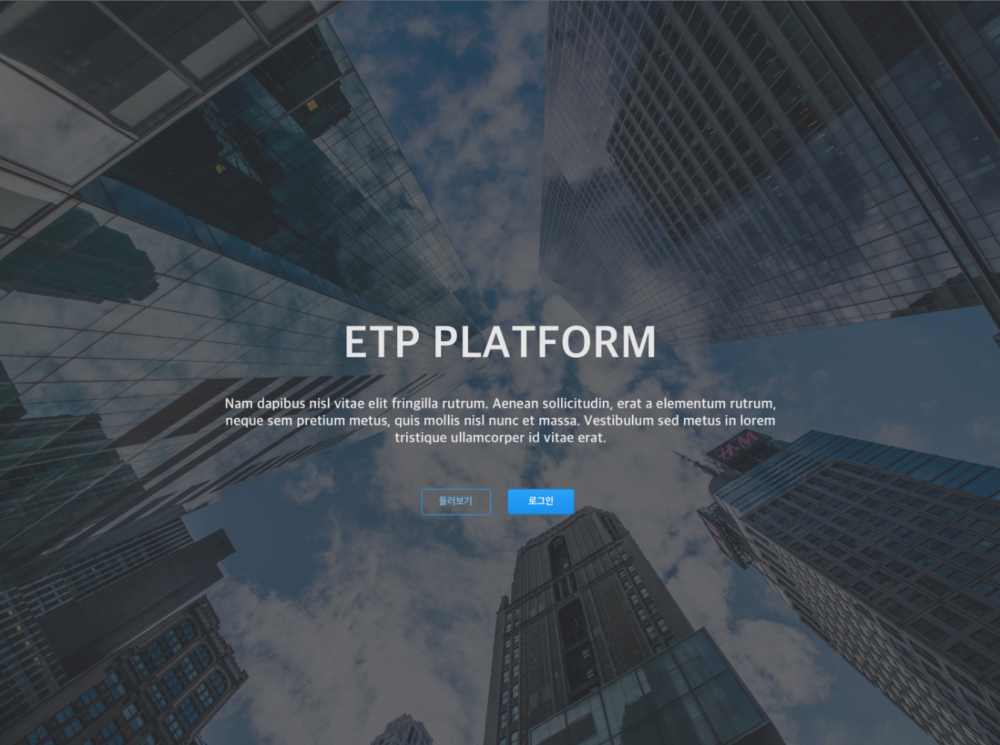 ETP PLATFORM
Nam dapibus nisl vitae elit fringilla rutrum. Aenean sollicitudin, erat a elementum rutrum,
neque sem pretium metus, quis mollis nisl nunc et massa. Vestibulum sed metus in lorem
tristique ullamcorper id vitae erat.
H&M
둘러보기
로그인